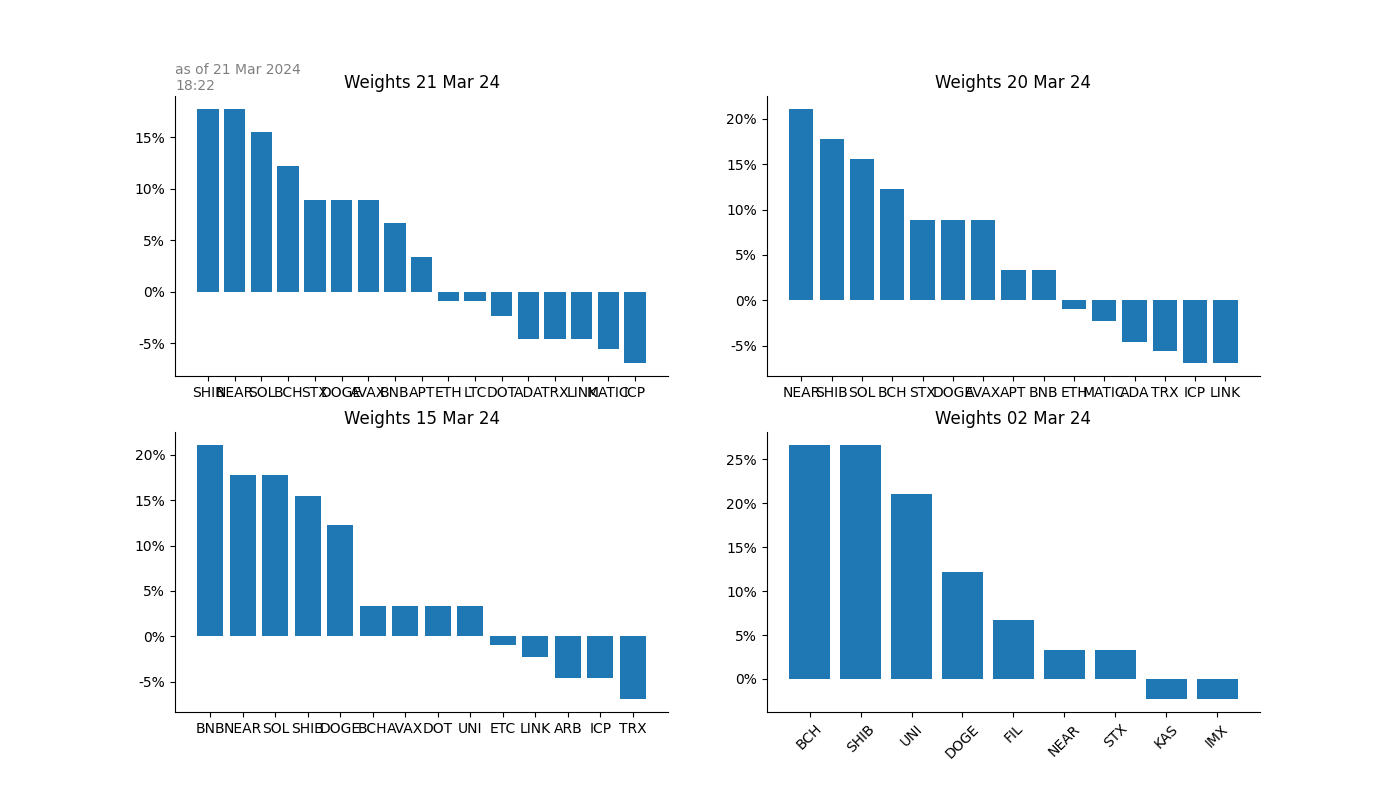 as of 21 Mar 2024
18:22
Weights 21 Mar 24
15%
10%
5%
0%
-5%
SHIB NEAR SOL BCH STX DOGE AVAX BNB APT ETH LTC DOT ADA TRX LINK MATIC ICP
Weights 20 Mar 24
20%
15%
10%
5%
0%
-5%
NEAR SHIB SOL BCH STX DOGE AVAX APT BNB ETH MATIC ADA TRX ICP LINK
Weights 15 Mar 24
20%
15%
10%
5%
0%
-5%
BNB NEAR SOL SHIB DOGE BCH AVAX DOT UNI ETC LINK ARB ICP TRX
Weights 02 Mar 24
25%
20%
15%
10%
5%
0%
BCH SHIB UNI DOGE FIL NEAR STX KAS IMX